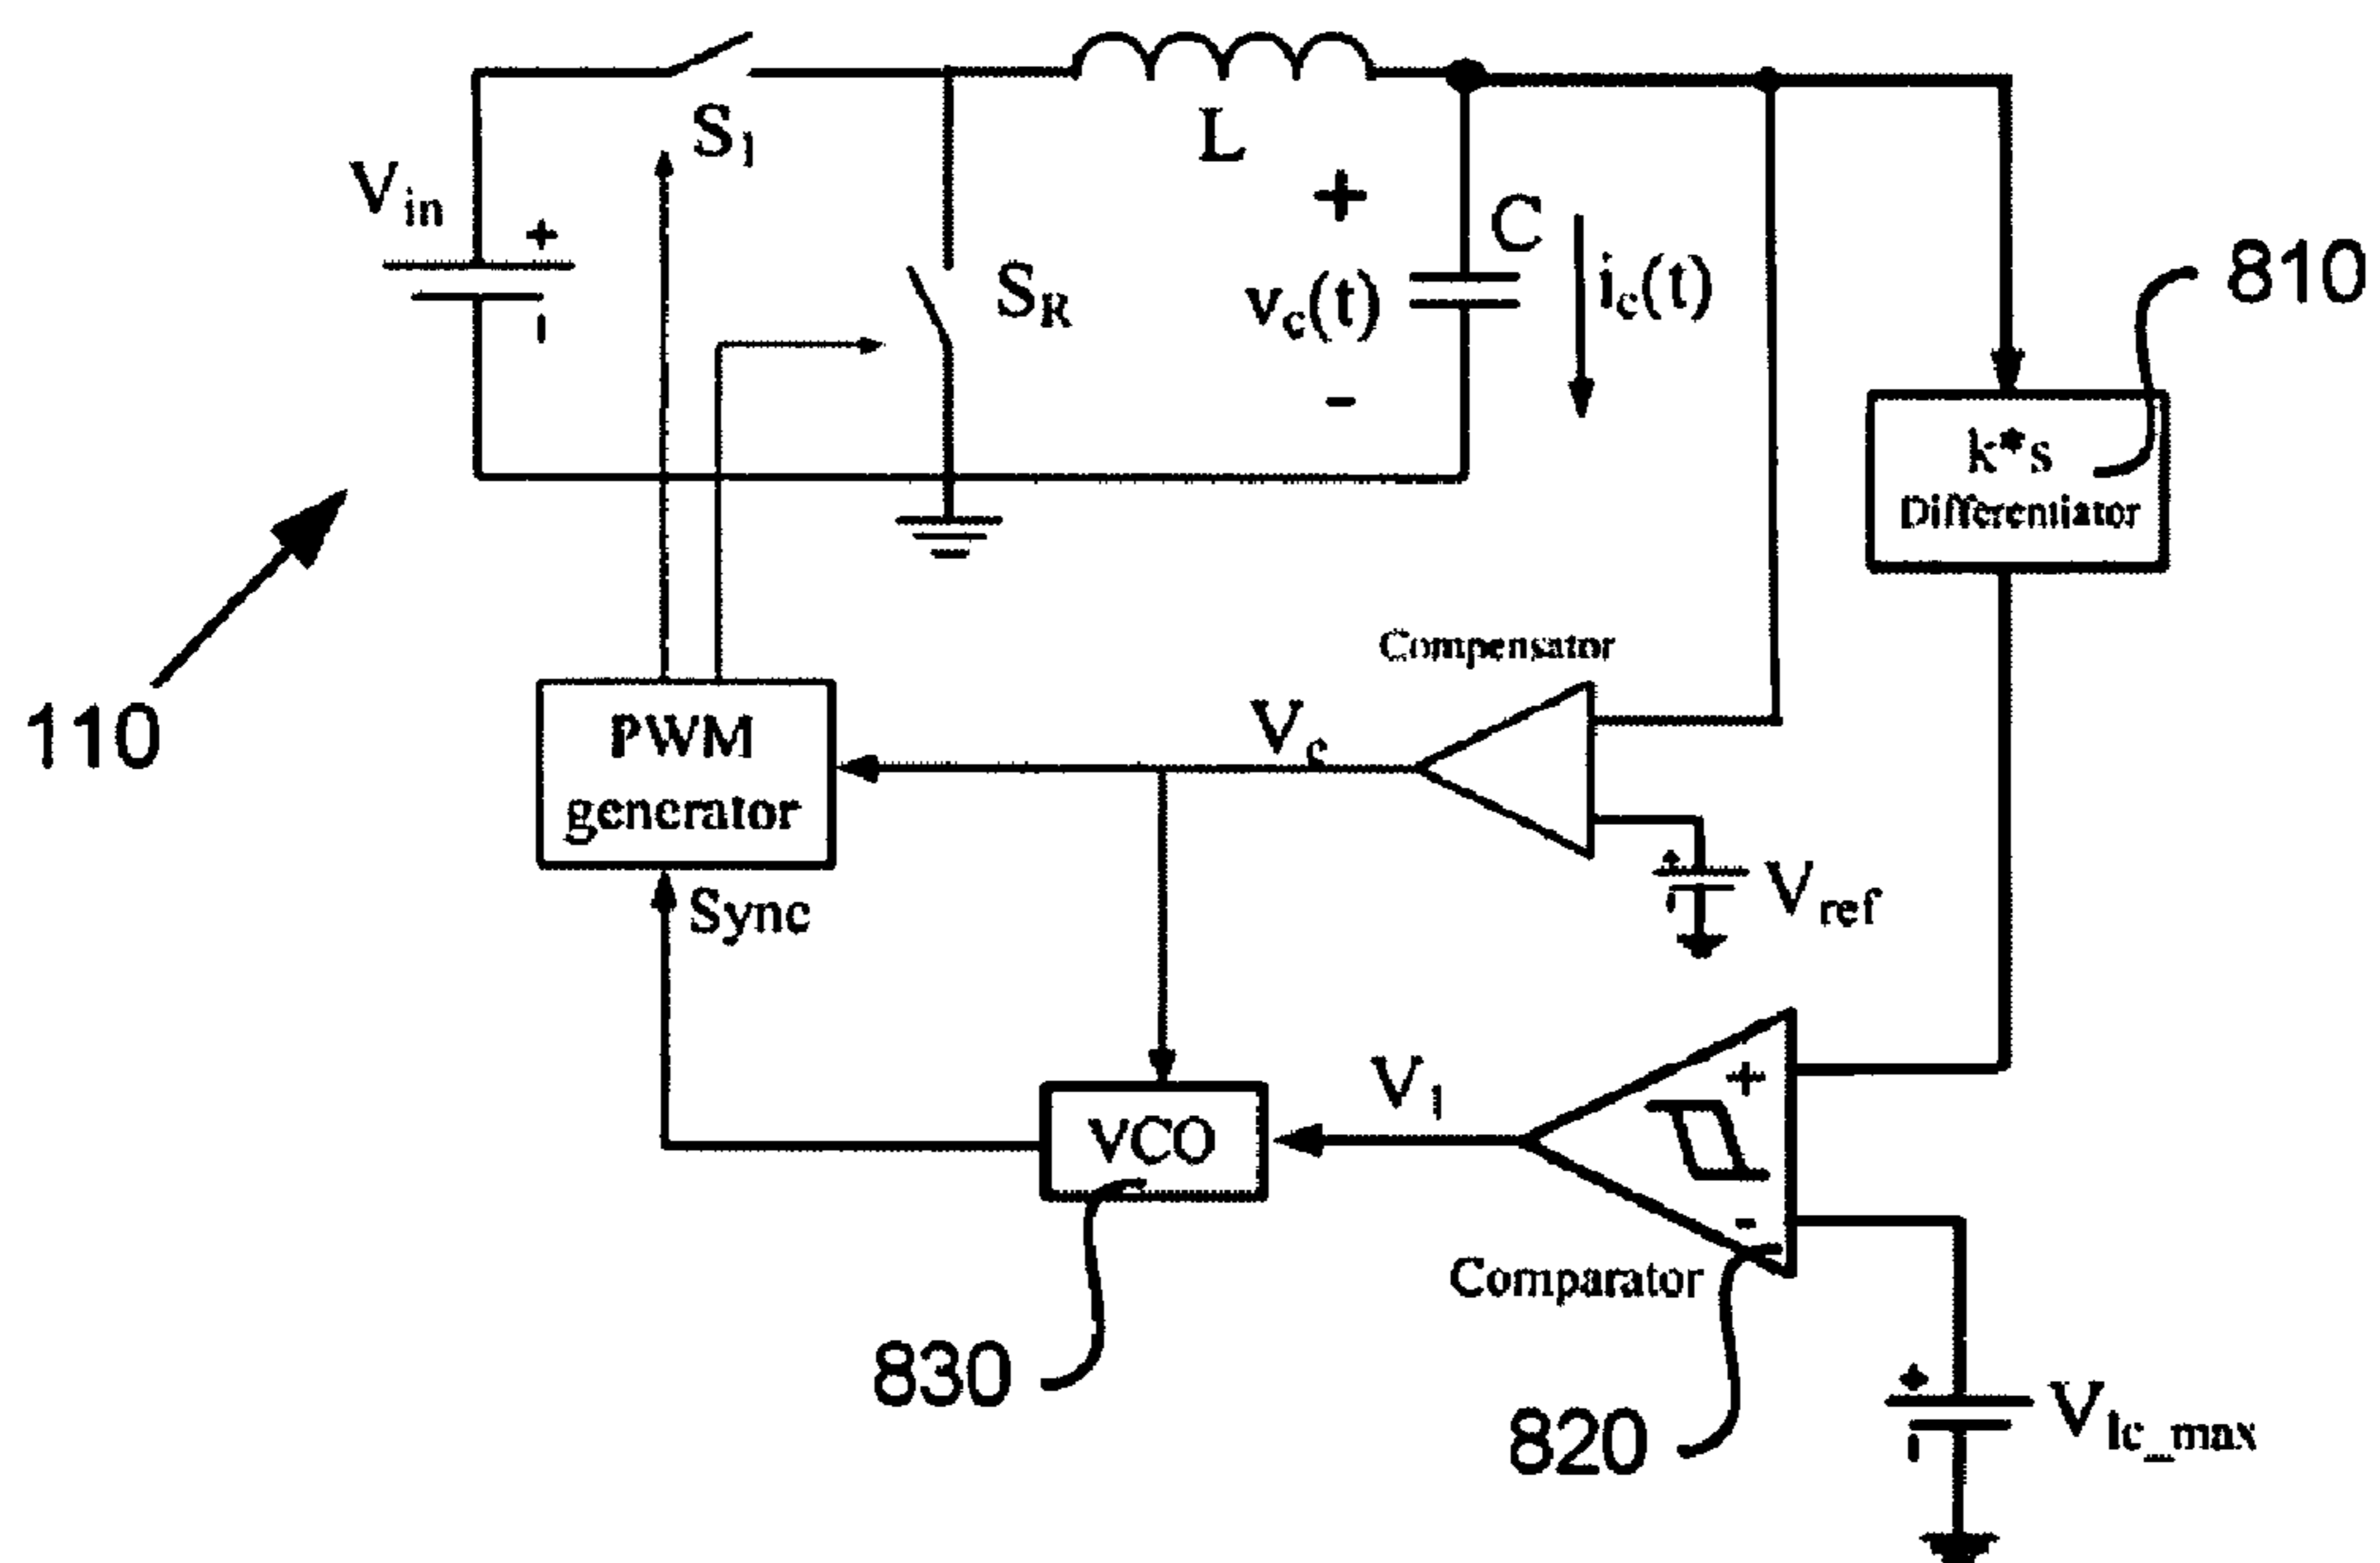 S1
L
Vin
+
-
SR
+
vc(t)
-
C
ic(t)
810
k*s
Differentiator
110
Compensator
PWM
generator
Vc
+
-
Vref
Sync
V1
+
-
VCO
Comparator
830
820
+
-
VIc_max